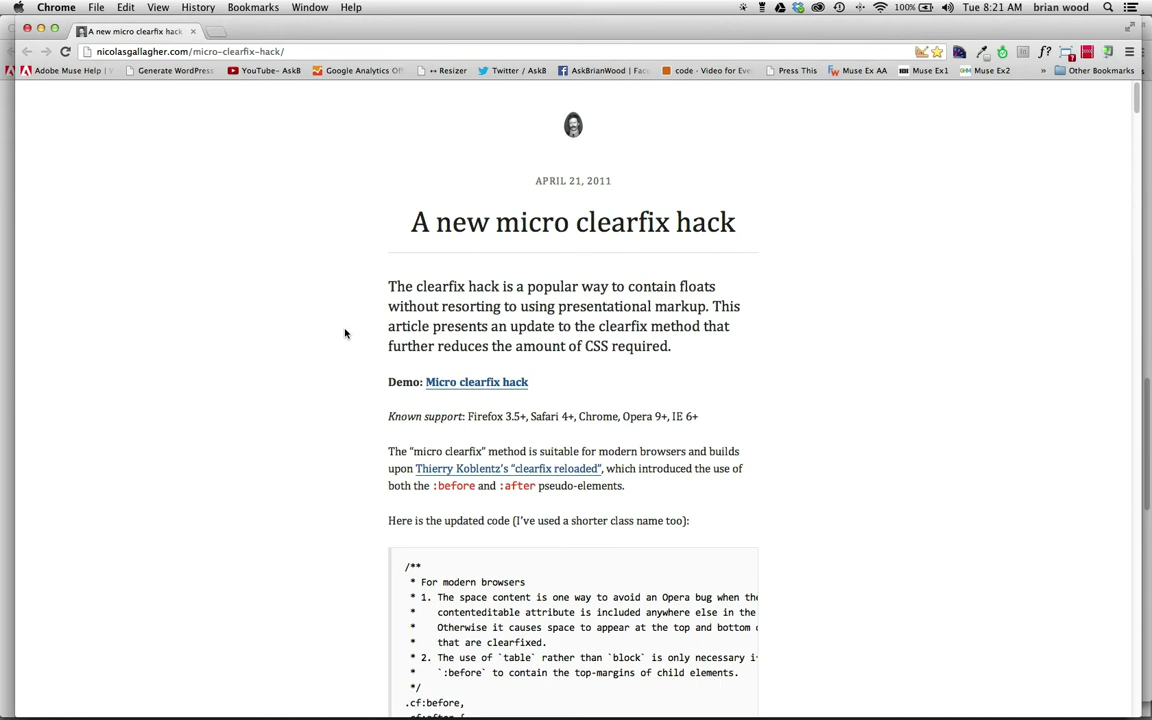 Chrome File Edit View History Bookmarks Window Help 100% Tue 8:21 AM brian wood
A new micro clearfix hack
nicolasgallagher.com/micro-clearfix-hack/
Adobe Muse Help | Generate WordPress YouTube- AskB Google Analytics Of Resizer Twitter / AskB AskBrianWood | Fac code - Video for Eve Press This Muse Ex AA Muse Ex1 Muse Ex2 » Other Bookmarks
APRIL 21, 2011
A new micro clearfix hack
The clearfix hack is a popular way to contain floats
without resorting to using presentational markup. This
article presents an update to the clearfix method that
further reduces the amount of CSS required.
Demo: Micro clearfix hack
Known support: Firefox 3.5+, Safari 4+, Chrome, Opera 9+, IE 6+
The “micro clearfix” method is suitable for modern browsers and builds
upon Thierry Koblentz’s “clearfix reloaded”, which introduced the use of
both the :before and :after pseudo-elements.
Here is the updated code (I’ve used a shorter class name too):
/**
* For modern browsers
* 1. The space content is one way to avoid an Opera bug when the
* contenteditable attribute is included anywhere else in the
* Otherwise it causes space to appear at the top and bottom o
* that are clearfixed.
* 2. The use of `table` rather than `block` is only necessary i
* `:before` to contain the top-margins of child elements.
*/
.cf:before,
.cf:after {